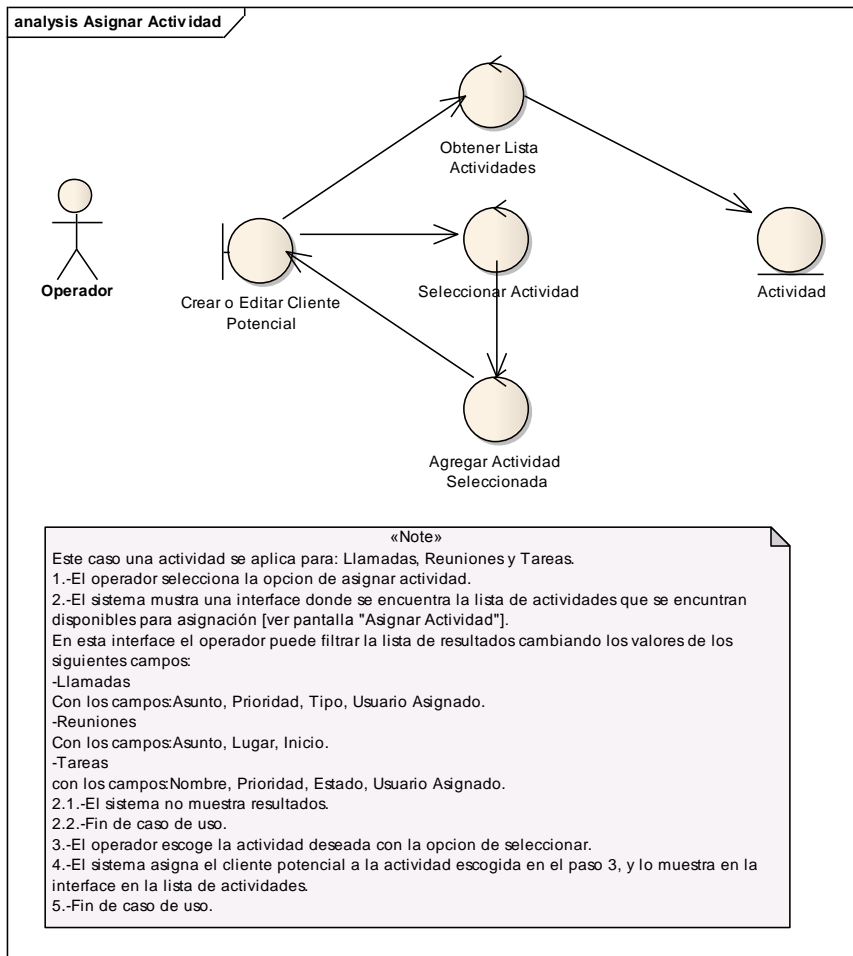 analysis Asignar Actividad
Obtener Lista
Actividades
Operador
Crear o Editar Cliente
Potencial
Seleccionar Actividad
Actividad
Agregar Actividad
Seleccionada
«Note»
Este caso una actividad se aplica para: Llamadas, Reuniones y Tareas.
1.-El operador selecciona la opcion de asignar actividad.
2.-El sistema mustra una interface donde se encuentra la lista de actividades que se encuntran
disponibles para asignación [ver pantalla "Asignar Actividad"].
En esta interface el operador puede filtrar la lista de resultados cambiando los valores de los
siguientes campos:
-Llamadas
Con los campos:Asunto, Prioridad, Tipo, Usuario Asignado.
-Reuniones
Con los campos:Asunto, Lugar, Inicio.
-Tareas
con los campos:Nombre, Prioridad, Estado, Usuario Asignado.
2.1.-El sistema no muestra resultados.
2.2.-Fin de caso de uso.
3.-El operador escoge la actividad deseada con la opcion de seleccionar.
4.-El sistema asigna el cliente potencial a la actividad escogida en el paso 3, y lo muestra en la
interface en la lista de actividades.
5.-Fin de caso de uso.